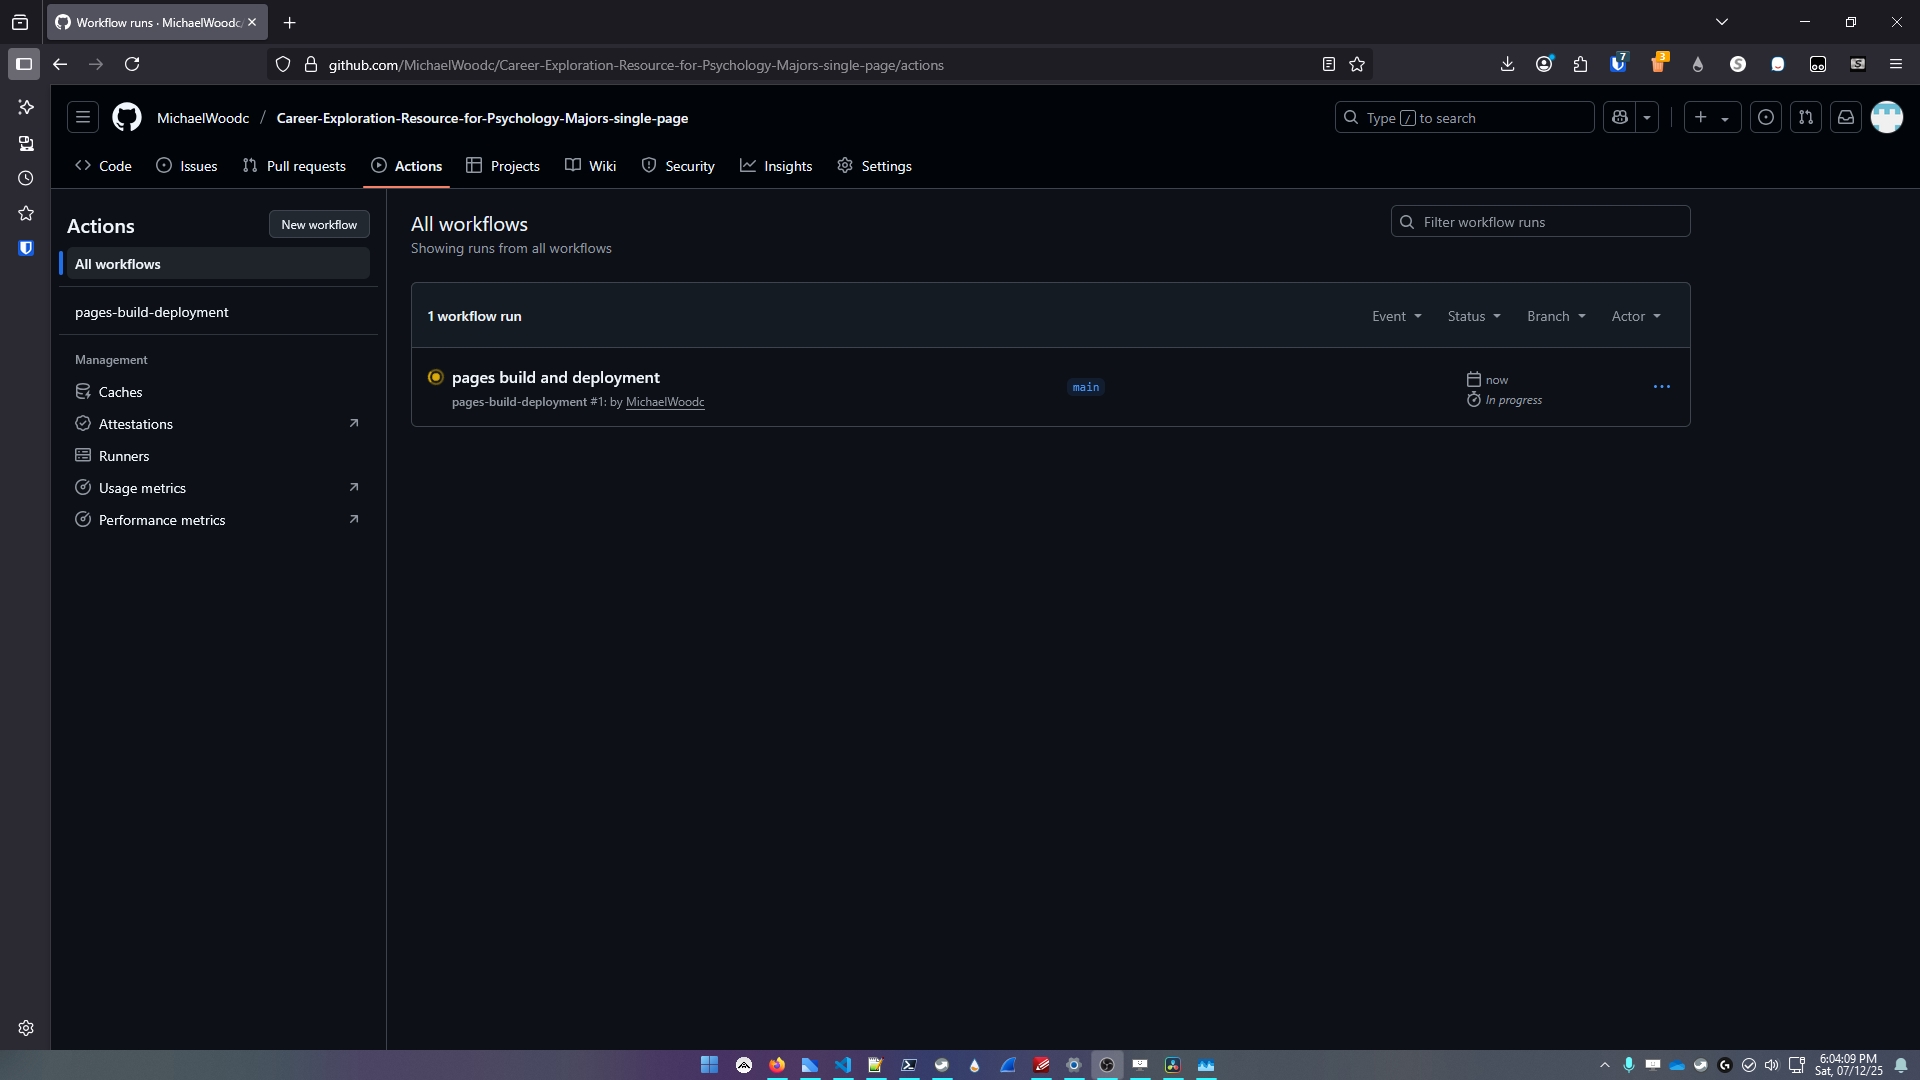 Workflow runs · MichaelWoodc/
github.com/MichaelWoodc/Career-Exploration-Resource-for-Psychology-Majors-single-page/actions
7
3
MichaelWoodc / Career-Exploration-Resource-for-Psychology-Majors-single-page
Type / to search
Code
Issues
Pull requests
Actions
Projects
Wiki
Security
Insights
Settings
Actions
New workflow
All workflows
pages-build-deployment
Management
Caches
Attestations
Runners
Usage metrics
Performance metrics
All workflows
Showing runs from all workflows
Filter workflow runs
1 workflow run
Event
Status
Branch
Actor
pages build and deployment
pages-build-deployment #1: by MichaelWoodc
main
now
In progress
6:04:09 PM
Sat, 07/12/25